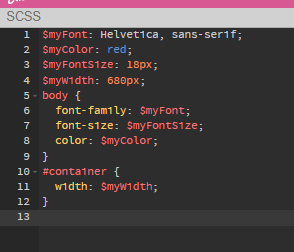 SCSS
1 $myFont: Helvetica, sans-serif;
2 $myColor: red;
3 $myFontSize: 18px;
4 $myWidth: 680px;
5 body {
6 font-family: $myFont;
7 font-size: $myFontSize;
8 color: $myColor;
9 }
10 #container {
11 width: $myWidth;
12 }
13